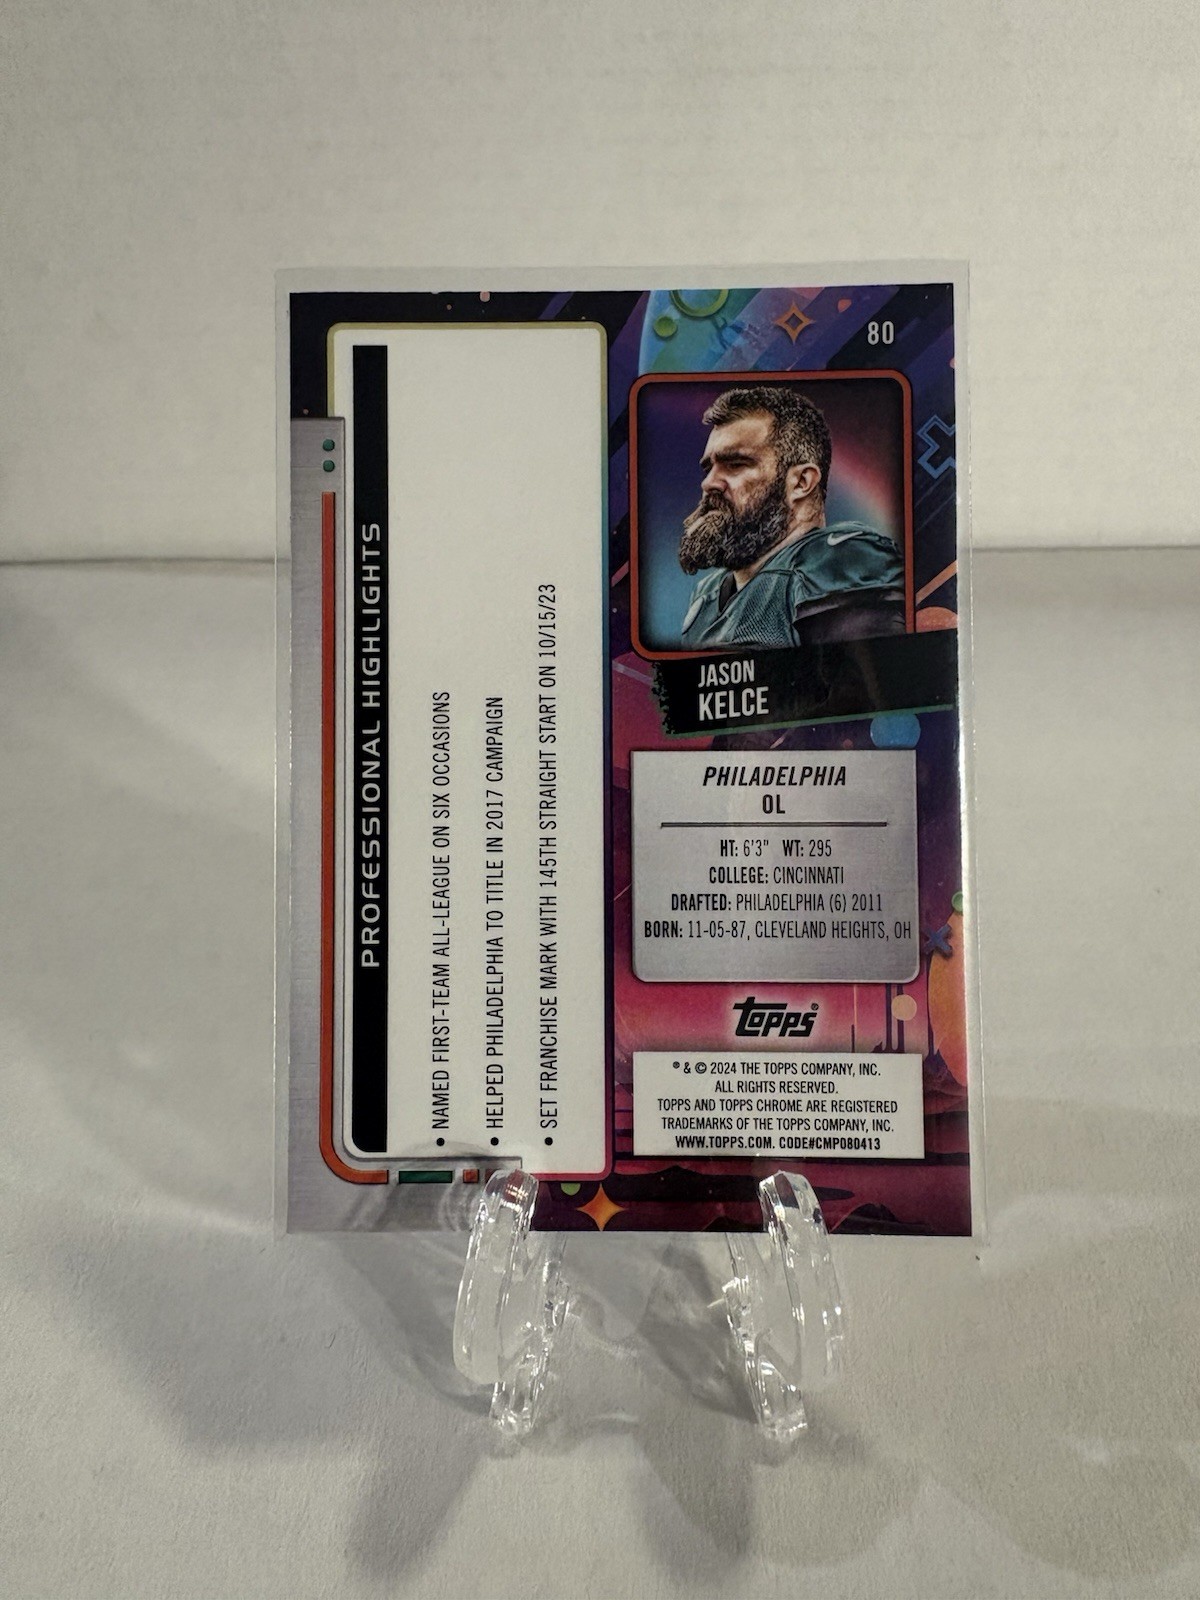 80
PROFESSIONAL HIGHLIGHTS
• NAMED FIRST-TEAM ALL-LEAGUE ON SIX OCCASIONS
• HELPED PHILADELPHIA TO TITLE IN 2017 CAMPAIGN
• SET FRANCHISE MARK WITH 145TH STRAIGHT START ON 10/15/23
JASON
KELCE
PHILADELPHIA
OL
HT: 6'3" WT: 295
COLLEGE: CINCINNATI
DRAFTED: PHILADELPHIA (6) 2011
BORN: 11-05-87, CLEVELAND HEIGHTS, OH
topps®
® & © 2024 THE TOPPS COMPANY, INC.
ALL RIGHTS RESERVED.
TOPPS AND TOPPS CHROME ARE REGISTERED
TRADEMARKS OF THE TOPPS COMPANY, INC.
WWW.TOPPS.COM. CODE#CMP080413